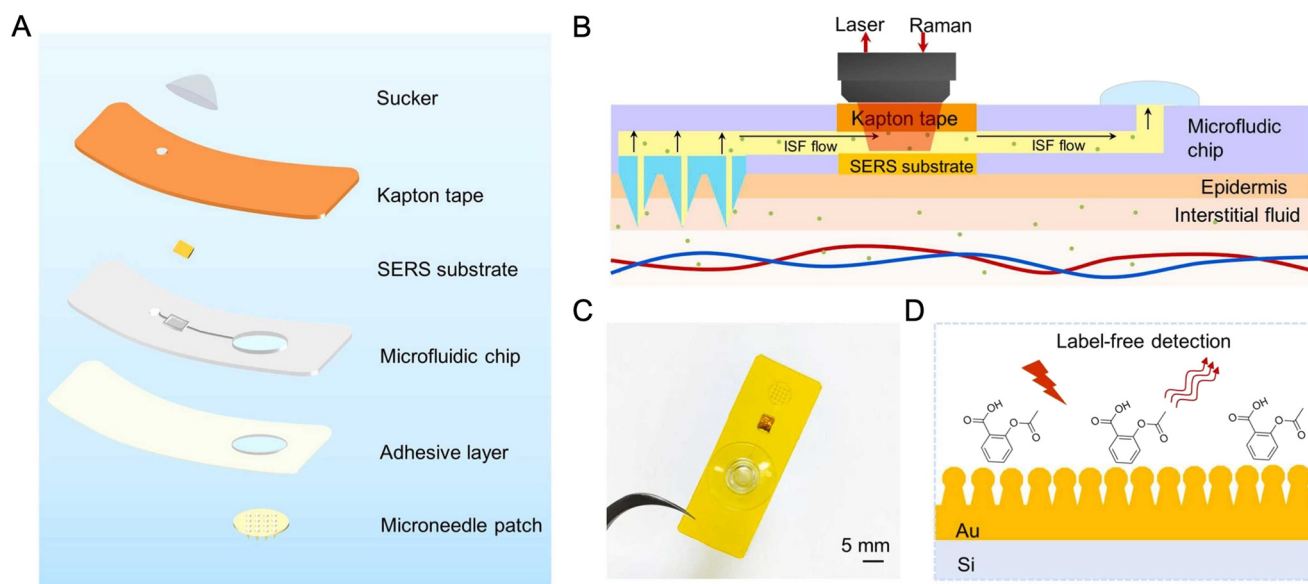 A
Sucker
Kapton tape
SERS substrate
Microfluidic chip
Adhesive layer
Microneedle patch
B
Laser Raman
Kapton tape
ISF flow
ISF flow
SERS substrate
Microfludic
chip
Epidermis
Interstitial fluid
C
5 mm
D
Label-free detection
OH
O
O
O
OH
O
O
O
OH
O
O
O
Au
Si